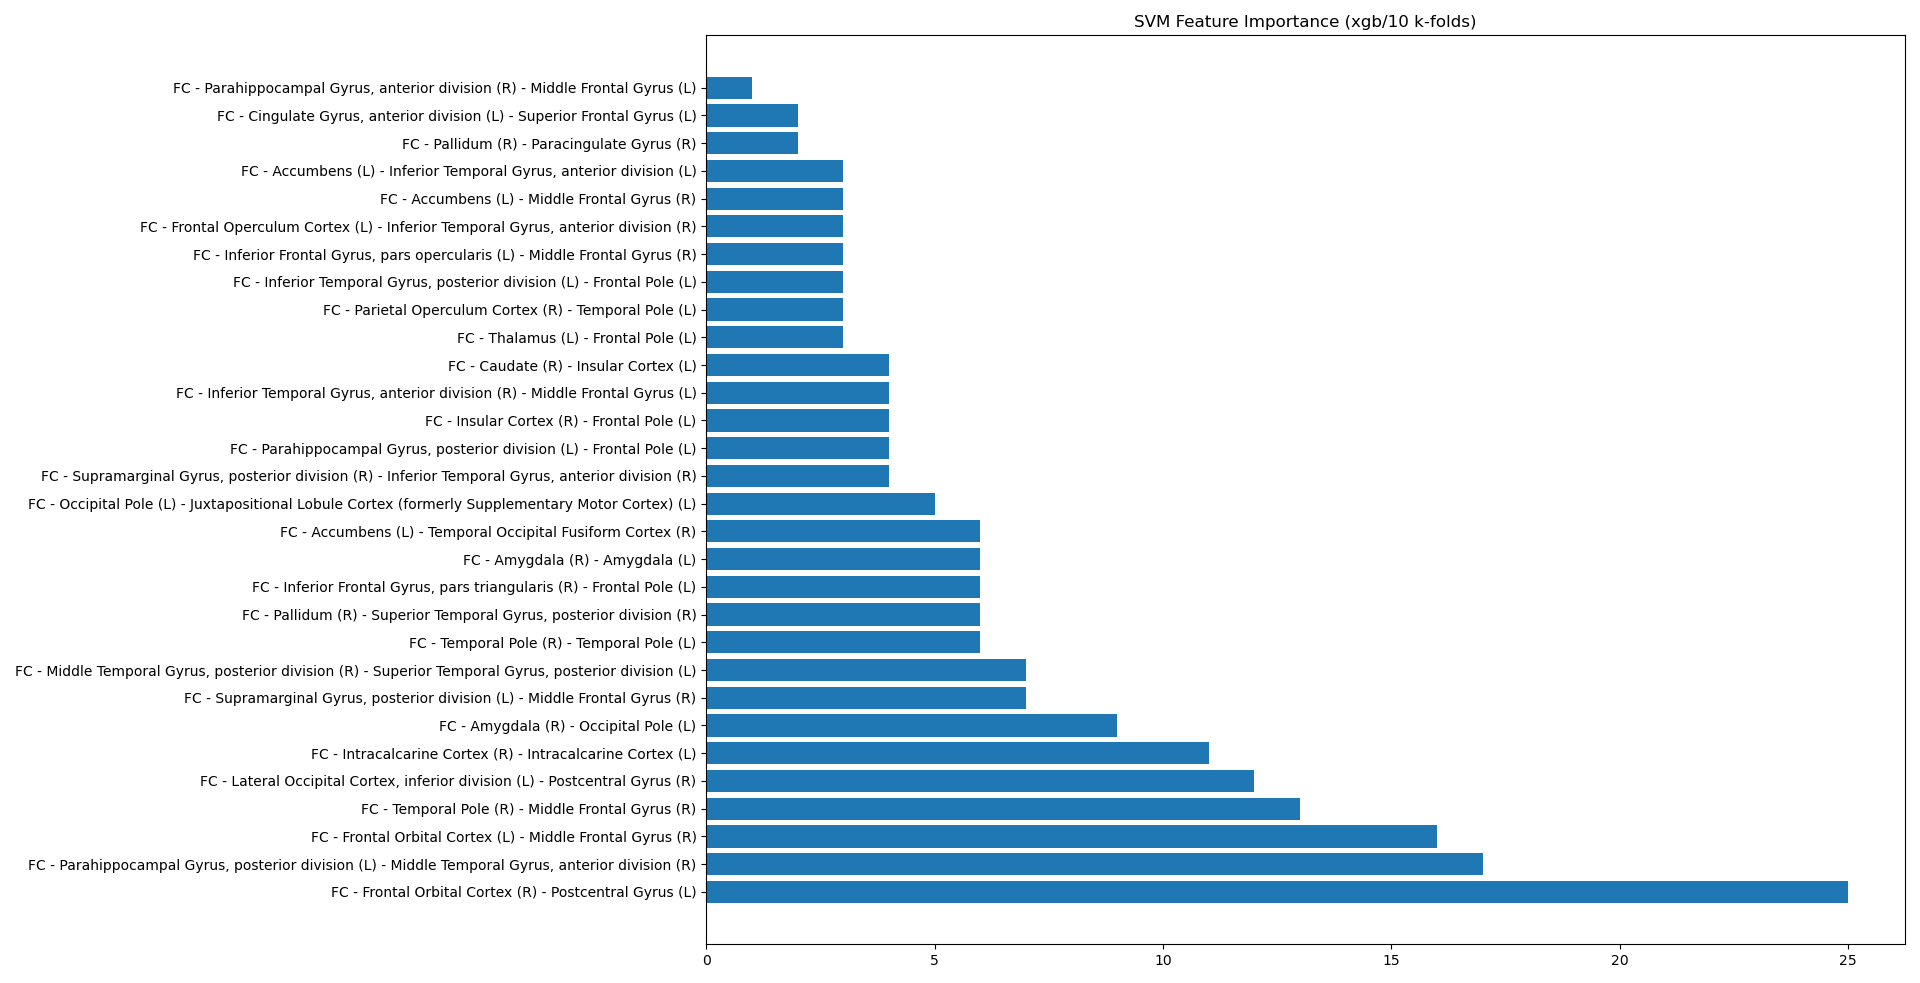 SVM Feature Importance (xgb/10 k-folds)
FC - Parahippocampal Gyrus, anterior division (R) - Middle Frontal Gyrus (L)
FC - Cingulate Gyrus, anterior division (L) - Superior Frontal Gyrus (L)
FC - Pallidum (R) - Paracingulate Gyrus (R)
FC - Accumbens (L) - Inferior Temporal Gyrus, anterior division (L)
FC - Accumbens (L) - Middle Frontal Gyrus (R)
FC - Frontal Operculum Cortex (L) - Inferior Temporal Gyrus, anterior division (R)
FC - Inferior Frontal Gyrus, pars opercularis (L) - Middle Frontal Gyrus (R)
FC - Inferior Temporal Gyrus, posterior division (L) - Frontal Pole (L)
FC - Parietal Operculum Cortex (R) - Temporal Pole (L)
FC - Thalamus (L) - Frontal Pole (L)
FC - Caudate (R) - Insular Cortex (L)
FC - Inferior Temporal Gyrus, anterior division (R) - Middle Frontal Gyrus (L)
FC - Insular Cortex (R) - Frontal Pole (L)
FC - Parahippocampal Gyrus, posterior division (L) - Frontal Pole (L)
FC - Supramarginal Gyrus, posterior division (R) - Inferior Temporal Gyrus, anterior division (R)
FC - Occipital Pole (L) - Juxtapositional Lobule Cortex (formerly Supplementary Motor Cortex) (L)
FC - Accumbens (L) - Temporal Occipital Fusiform Cortex (R)
FC - Amygdala (R) - Amygdala (L)
FC - Inferior Frontal Gyrus, pars triangularis (R) - Frontal Pole (L)
FC - Pallidum (R) - Superior Temporal Gyrus, posterior division (R)
FC - Temporal Pole (R) - Temporal Pole (L)
FC - Middle Temporal Gyrus, posterior division (R) - Superior Temporal Gyrus, posterior division (L)
FC - Supramarginal Gyrus, posterior division (L) - Middle Frontal Gyrus (R)
FC - Amygdala (R) - Occipital Pole (L)
FC - Intracalcarine Cortex (R) - Intracalcarine Cortex (L)
FC - Lateral Occipital Cortex, inferior division (L) - Postcentral Gyrus (R)
FC - Temporal Pole (R) - Middle Frontal Gyrus (R)
FC - Frontal Orbital Cortex (L) - Middle Frontal Gyrus (R)
FC - Parahippocampal Gyrus, posterior division (L) - Middle Temporal Gyrus, anterior division (R)
FC - Frontal Orbital Cortex (R) - Postcentral Gyrus (L)
0 5 10 15 20 25